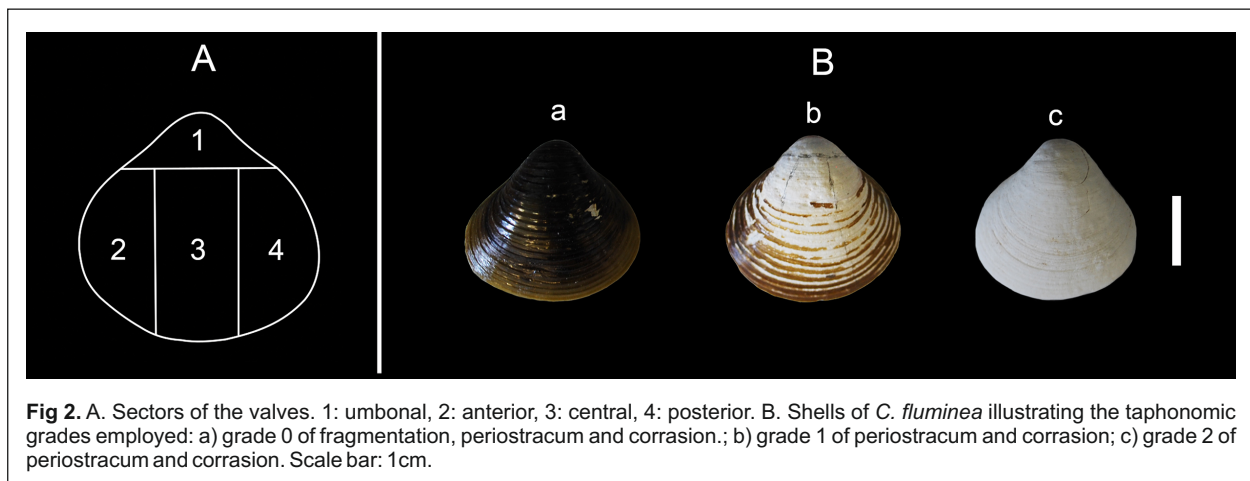 A
B
1
2
3
4
a
b
c
Fig 2. A. Sectors of the valves. 1: umbonal, 2: anterior, 3: central, 4: posterior. B. Shells of C. fluminea illustrating the taphonomic
grades employed: a) grade 0 of fragmentation, periostracum and corrasion.; b) grade 1 of periostracum and corrasion; c) grade 2 of
periostracum and corrasion. Scale bar: 1cm.